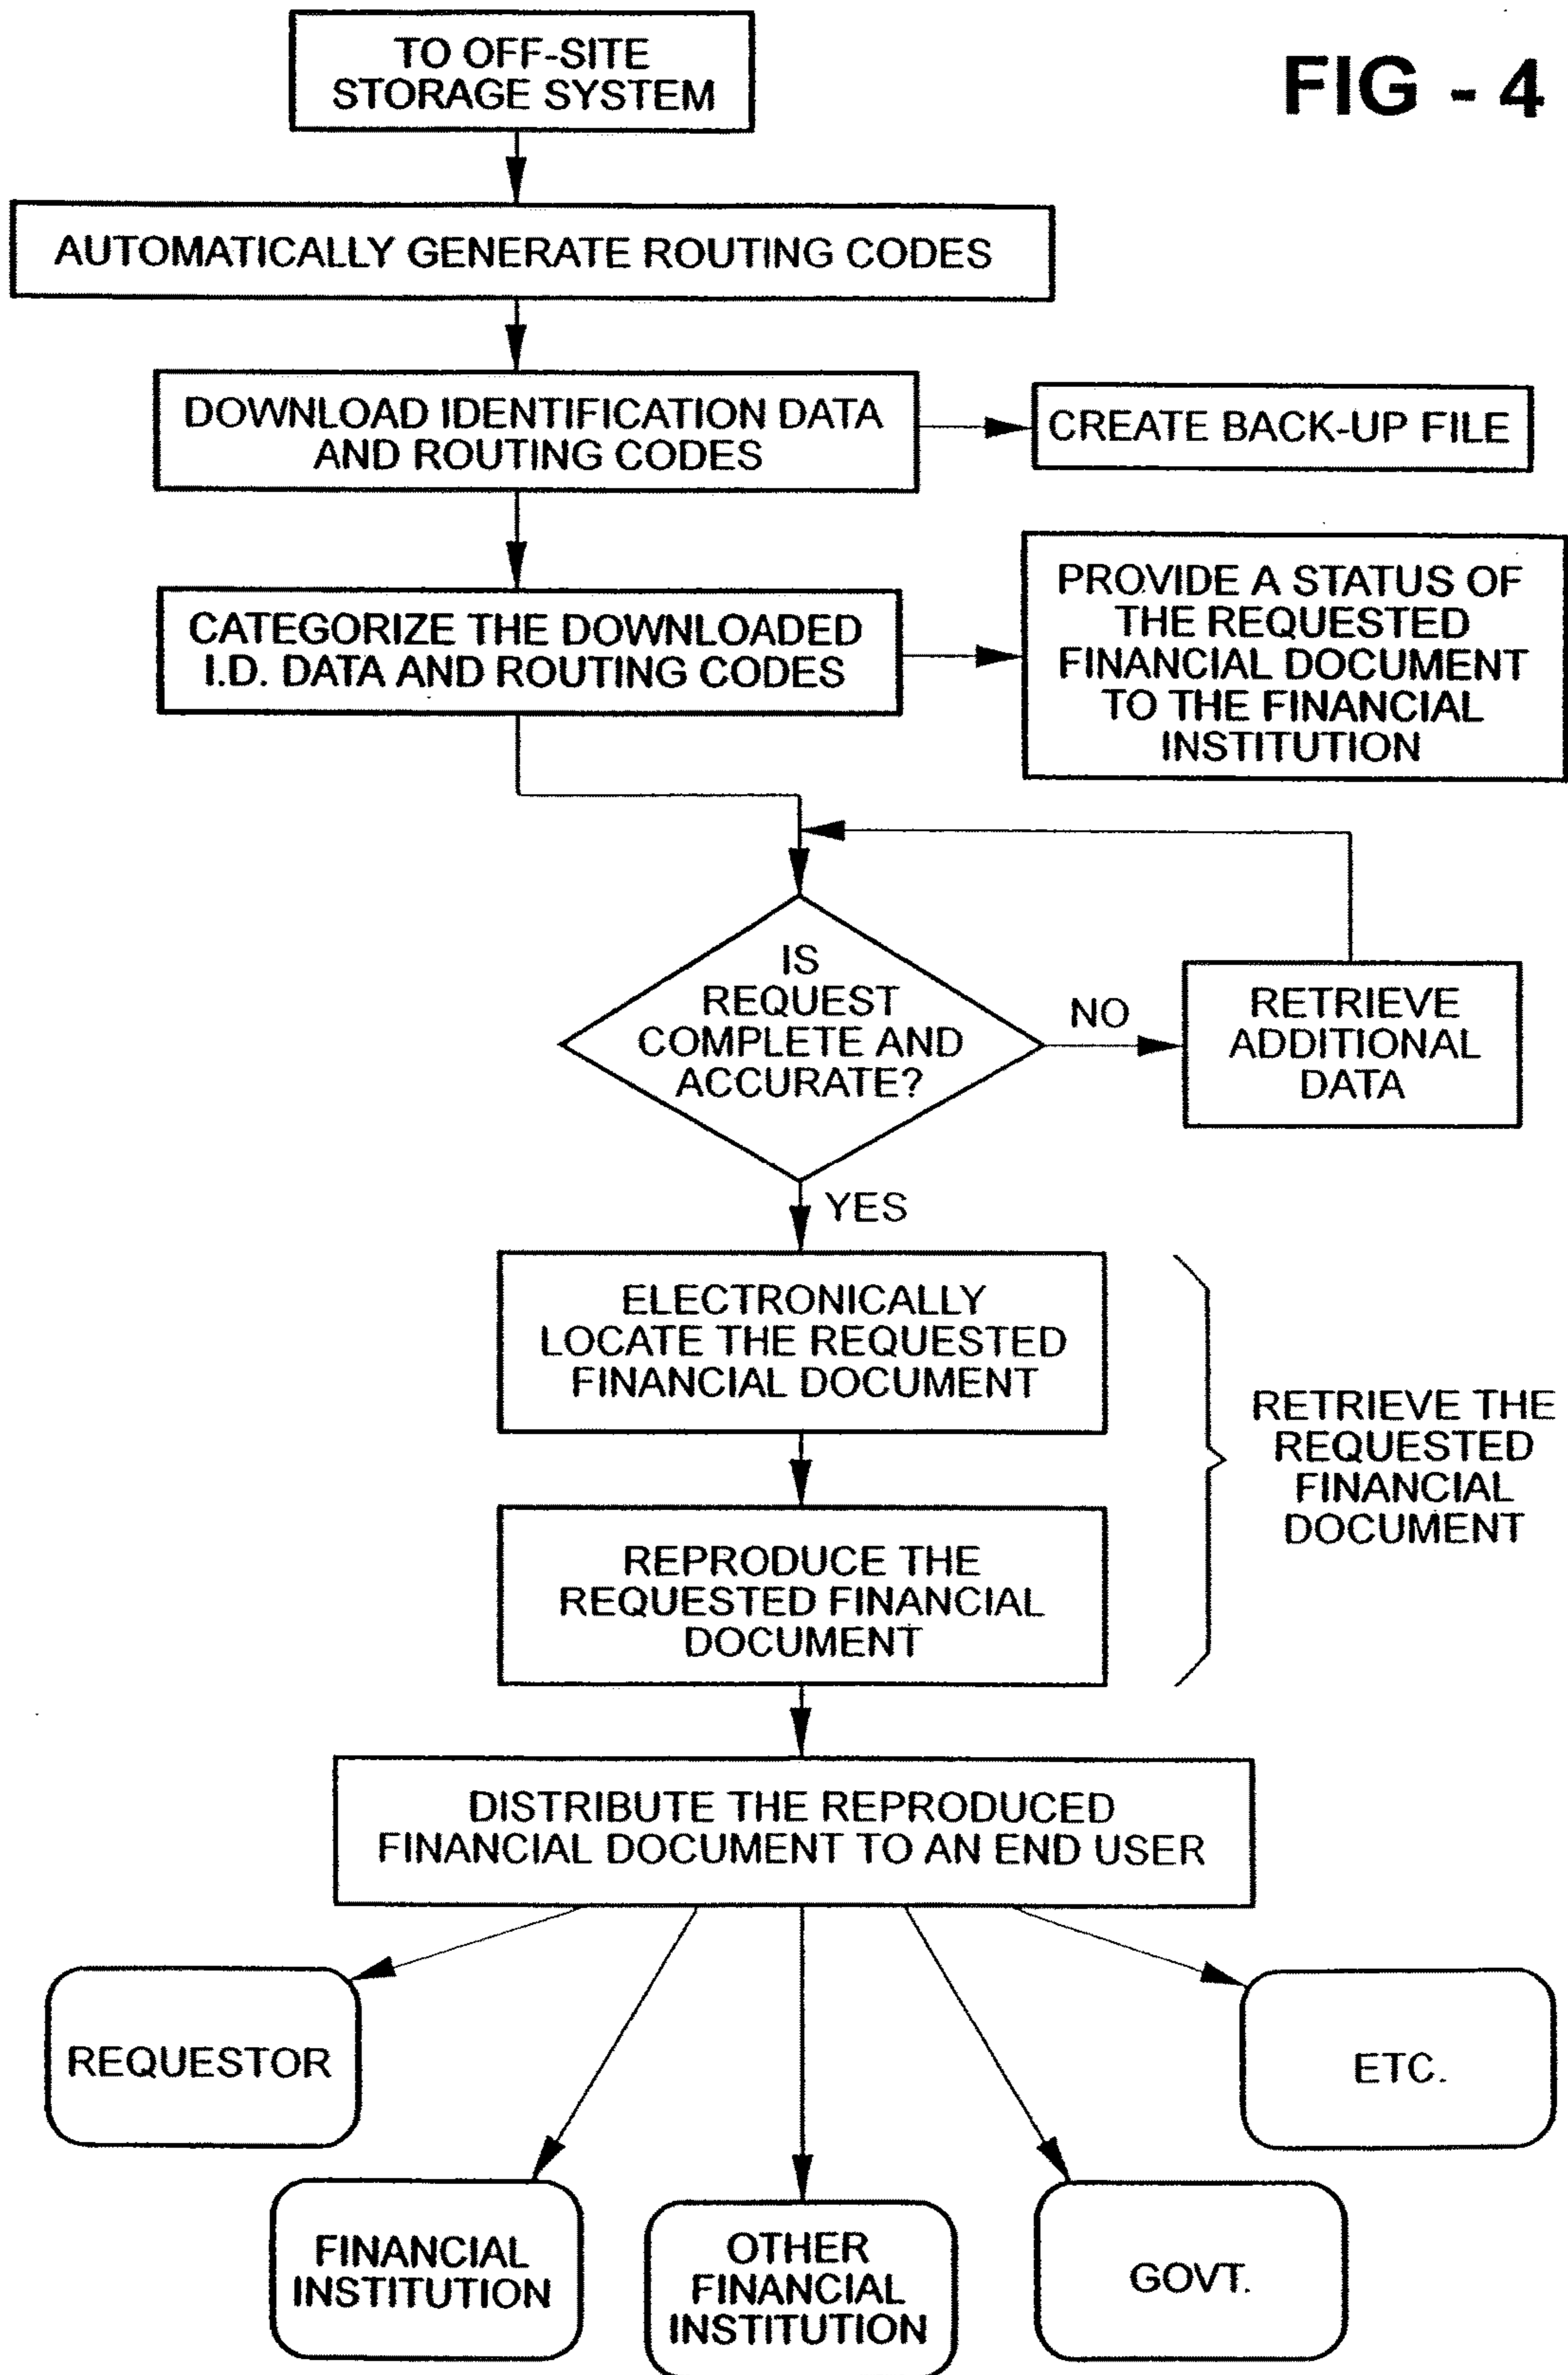 FIG - 4
TO OFF-SITE
STORAGE SYSTEM
AUTOMATICALLY GENERATE ROUTING CODES
DOWNLOAD IDENTIFICATION DATA
AND ROUTING CODES
CREATE BACK-UP FILE
CATEGORIZE THE DOWNLOADED
I.D. DATA AND ROUTING CODES
PROVIDE A STATUS OF
THE REQUESTED
FINANCIAL DOCUMENT
TO THE FINANCIAL
INSTITUTION
IS
REQUEST
COMPLETE AND
ACCURATE?
NO
RETRIEVE
ADDITIONAL
DATA
YES
ELECTRONICALLY
LOCATE THE REQUESTED
FINANCIAL DOCUMENT
REPRODUCE THE
REQUESTED FINANCIAL
DOCUMENT
RETRIEVE THE
REQUESTED
FINANCIAL
DOCUMENT
DISTRIBUTE THE REPRODUCED
FINANCIAL DOCUMENT TO AN END USER
REQUESTOR
FINANCIAL
INSTITUTION
OTHER
FINANCIAL
INSTITUTION
GOVT.
ETC.